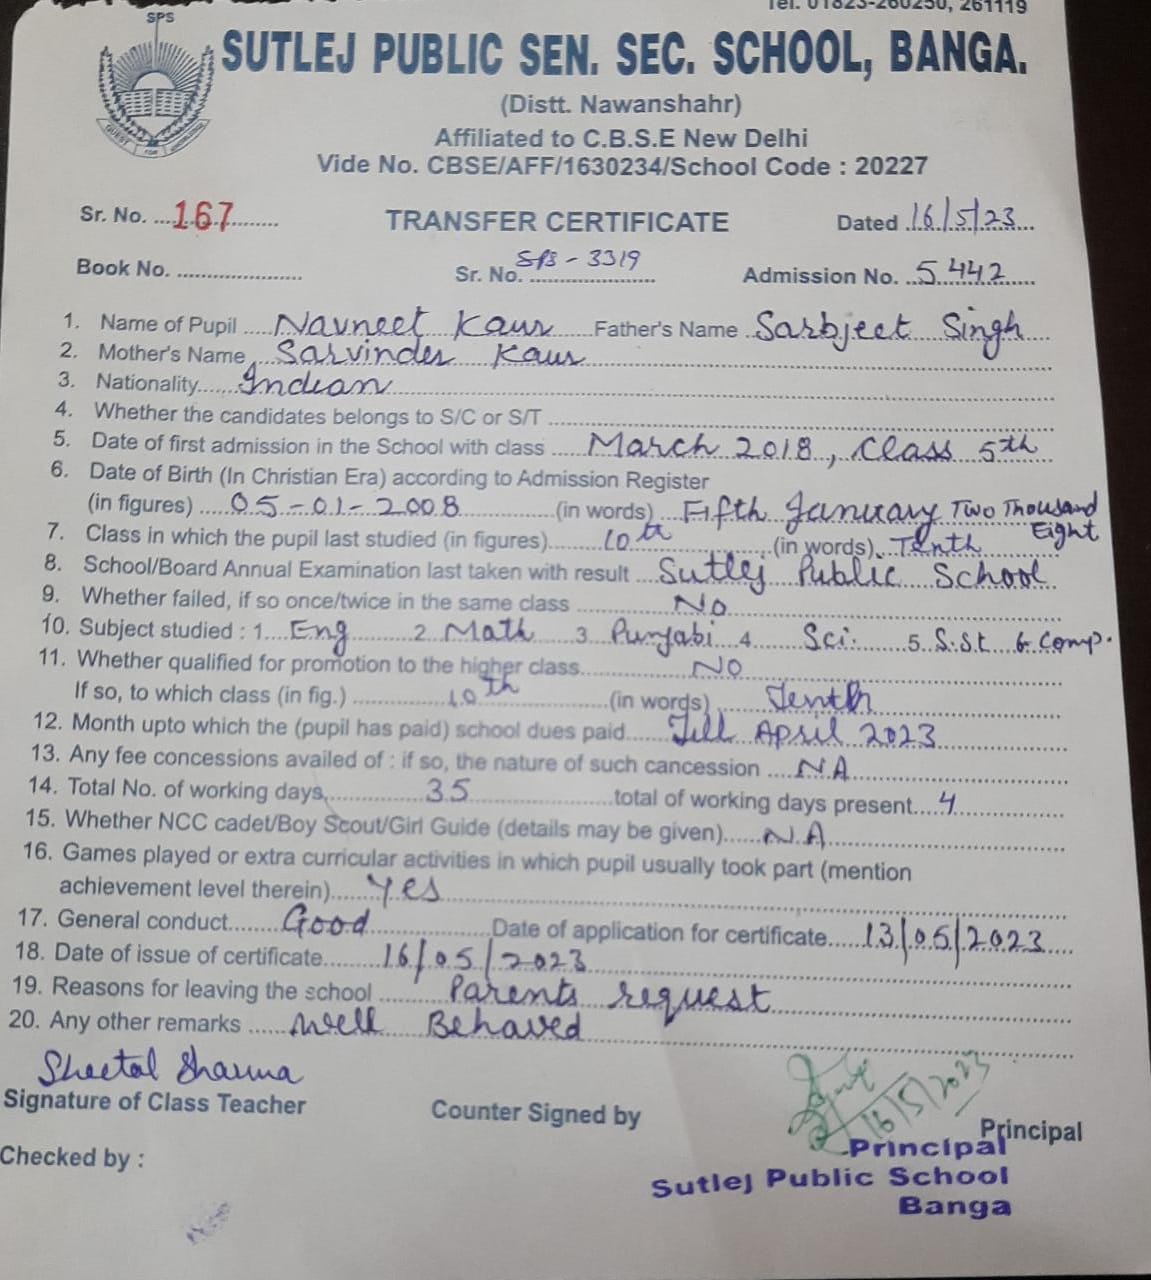 Tel. 01823-260250, 261119
SPS
SUTLEJ PUBLIC SEN. SEC. SCHOOL, BANGA.
QUEST FOR KNOWLEDGE
(Distt. Nawanshahr)
Affiliated to C.B.S.E New Delhi
Vide No. CBSE/AFF/1630234/School Code : 20227
Sr. No. ....167......... TRANSFER CERTIFICATE Dated 16/5/23
Book No. ...................... Sr. No. SPS - 3319 Admission No. 5442
1. Name of Pupil .....Navneet Kaur......Father's Name Sarbjeet Singh
2. Mother's Name Sarvinder Kaur
3. Nationality......Indian
4. Whether the candidates belongs to S/C or S/T
5. Date of first admission in the School with class .....March 2018, Class 5th
6. Date of Birth (In Christian Era) according to Admission Register
(in figures) .....05-01-2008 (in words) Fifth January Two Thousand
Eight
7. Class in which the pupil last studied (in figures)........10th (in words) Tenth
8. School/Board Annual Examination last taken with result ...Sutlej Public School
9. Whether failed, if so once/twice in the same class No
10. Subject studied : 1. Eng 2. Math 3. Punjabi 4. Sci. 5. S.St 6 Comp.
11. Whether qualified for promotion to the higher class NO
If so, to which class (in fig.) 10th (in words) Tenth
12. Month upto which the (pupil has paid) school dues paid Till April 2023
13. Any fee concessions availed of : if so, the nature of such cancession ....N.A
14. Total No. of working days, 35 total of working days present...4
15. Whether NCC cadet/Boy Scout/Girl Guide (details may be given)......N.A
16. Games played or extra curricular activities in which pupil usually took part (mention
achievement level therein)....Yes
17. General conduct........Good Date of application for certificate.....13/05/2023
18. Date of issue of certificate 16/05/2023
19. Reasons for leaving the school Parents request
20. Any other remarks ......Well Behaved
Sheetal Sharma
Signature of Class Teacher
Counter Signed by
16/5/2023
Principal
Checked by :
Principal
Sutlej Public School
Banga